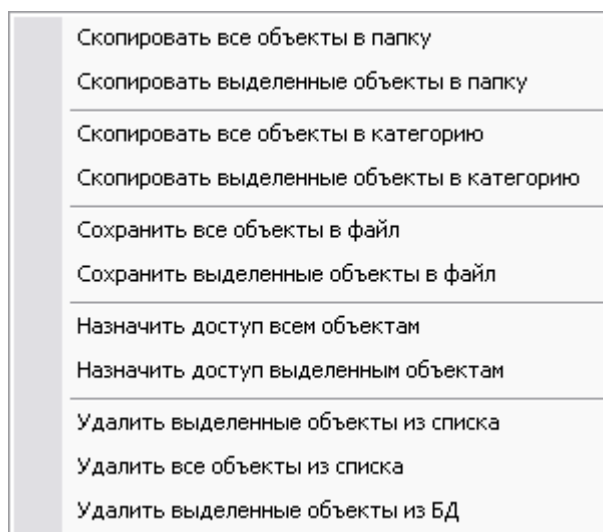 Скопировать все объекты в папку
Скопировать выделенные объекты в папку
Скопировать все объекты в категорию
Скопировать выделенные объекты в категорию
Сохранить все объекты в файл
Сохранить выделенные объекты в файл
Назначить доступ всем объектам
Назначить доступ выделенным объектам
Удалить выделенные объекты из списка
Удалить все объекты из списка
Удалить выделенные объекты из БД